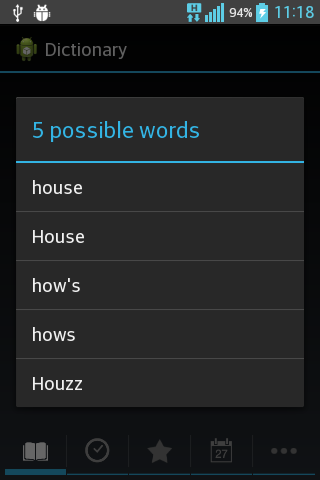 94% 11:18
Dictionary
5 possible words
house
House
how's
hows
Houzz
27